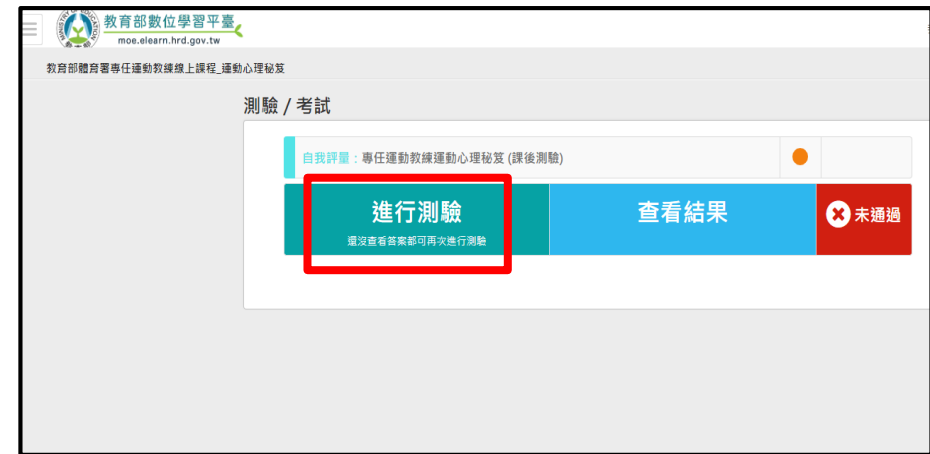 教育部數位學習平臺
moe.elearn.hrd.gov.tw
教育部體育署專任運動教練線上課程_運動心理秘笈
測驗 / 考試
自我評量：專任運動教練運動心理秘笈 (課後測驗)
進行測驗
還沒查看答案都可再次進行測驗
查看結果
未通過